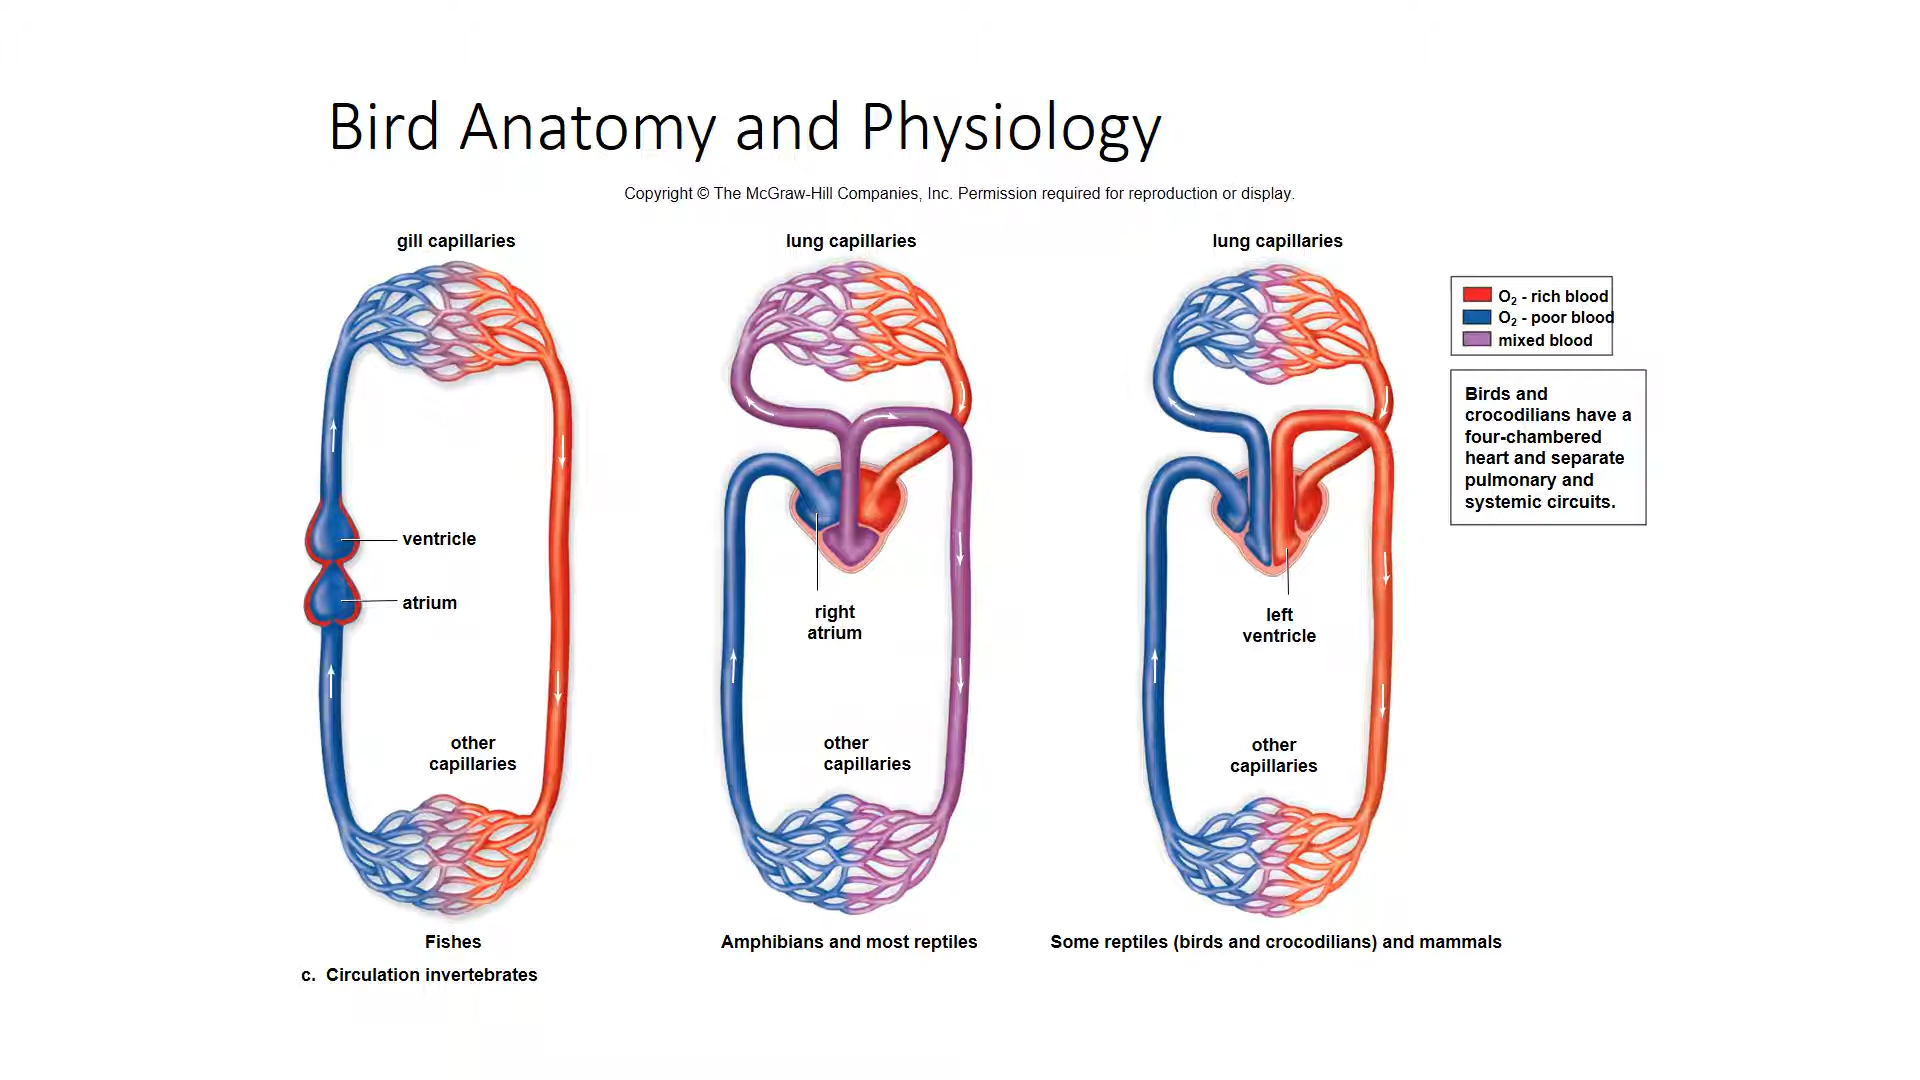 Bird Anatomy and Physiology
Copyright © The McGraw-Hill Companies, Inc. Permission required for reproduction or display.
gill capillaries
lung capillaries
lung capillaries
O₂ - rich blood
O₂ - poor blood
mixed blood
Birds and
crocodilians have a
four-chambered
heart and separate
pulmonary and
systemic circuits.
ventricle
atrium
right
atrium
left
ventricle
other
capillaries
other
capillaries
other
capillaries
Fishes
Amphibians and most reptiles
Some reptiles (birds and crocodilians) and mammals
c. Circulation invertebrates